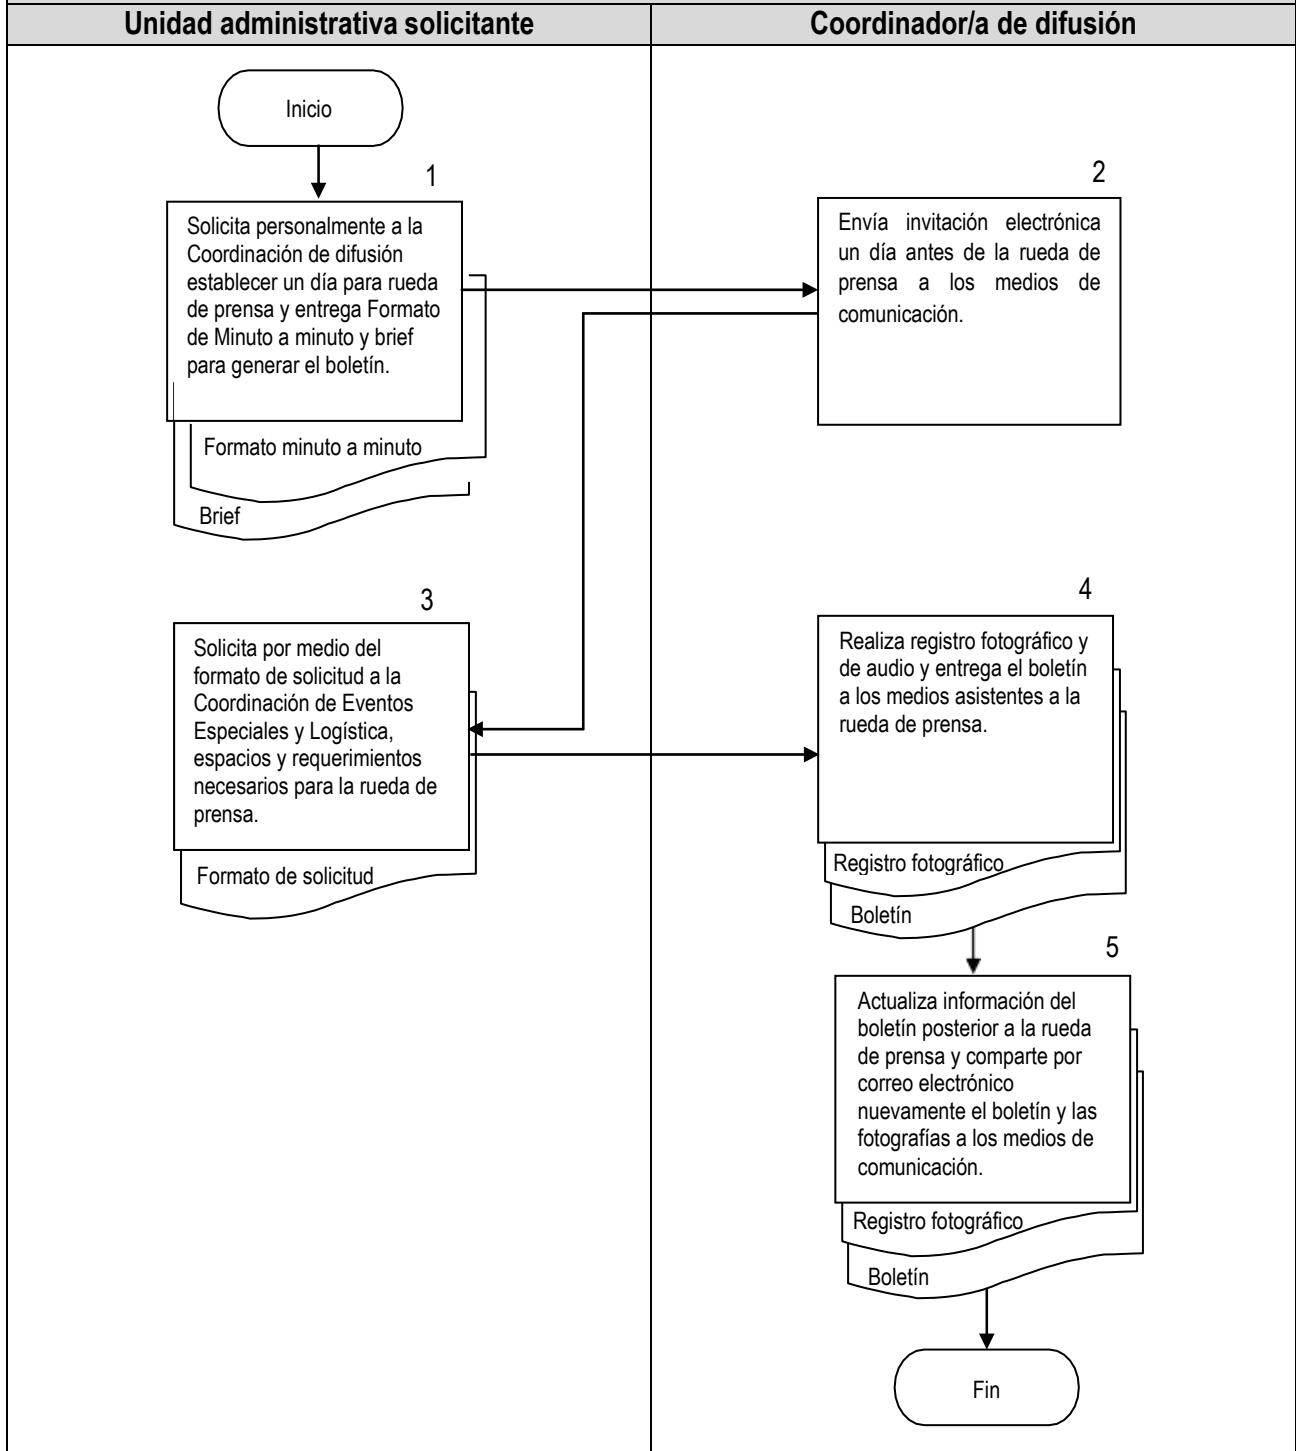 Unidad administrativa solicitante
Coordinador/a de difusión
Inicio
1
Solicita personalmente a la
Coordinación de difusión
establecer un día para rueda
de prensa y entrega Formato
de Minuto a minuto y brief
para generar el boletín.
Formato minuto a minuto
Brief
2
Envía invitación electrónica
un día antes de la rueda de
prensa a los medios de
comunicación.
3
Solicita por medio del
formato de solicitud a la
Coordinación de Eventos
Especiales y Logística,
espacios y requerimientos
necesarios para la rueda de
prensa.
Formato de solicitud
4
Realiza registro fotográfico y
de audio y entrega el boletín
a los medios asistentes a la
rueda de prensa.
Registro fotográfico
Boletín
5
Actualiza información del
boletín posterior a la rueda
de prensa y comparte por
correo electrónico
nuevamente el boletín y las
fotografías a los medios de
comunicación.
Registro fotográfico
Boletín
Fin